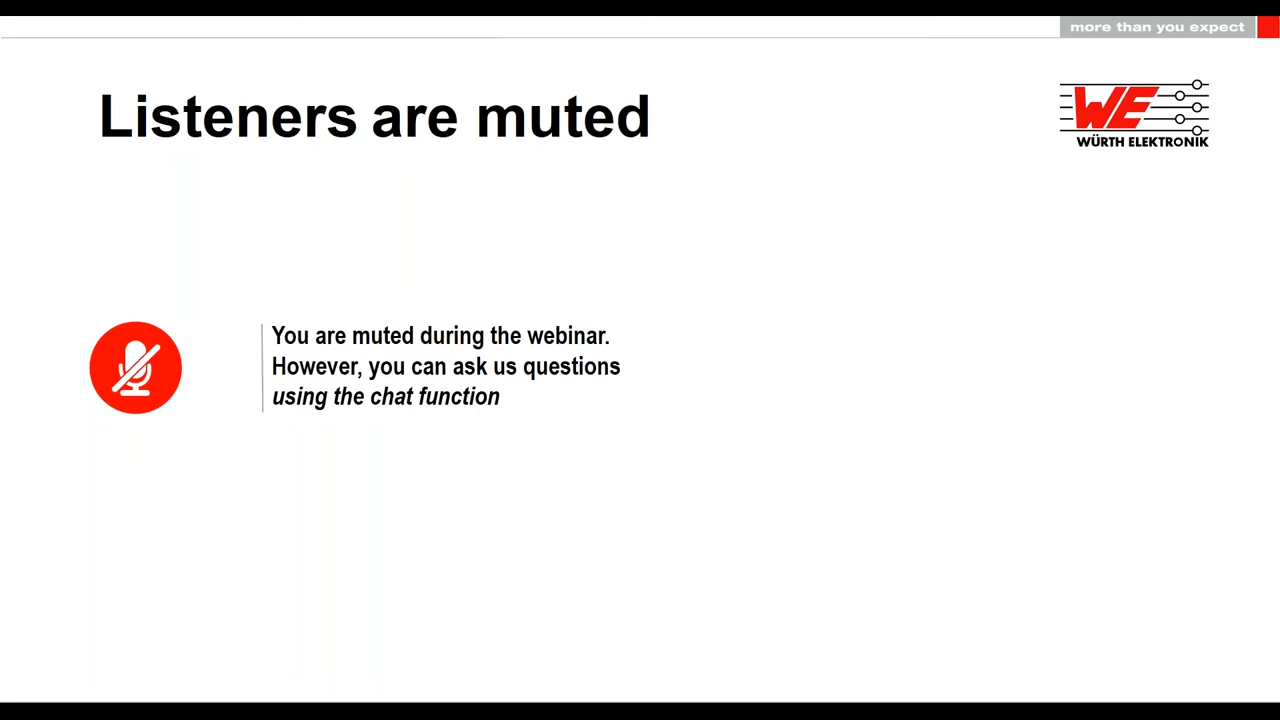 more than you expect
Listeners are muted
WE
WÜRTH ELEKTRONIK
You are muted during the webinar.
However, you can ask us questions
using the chat function